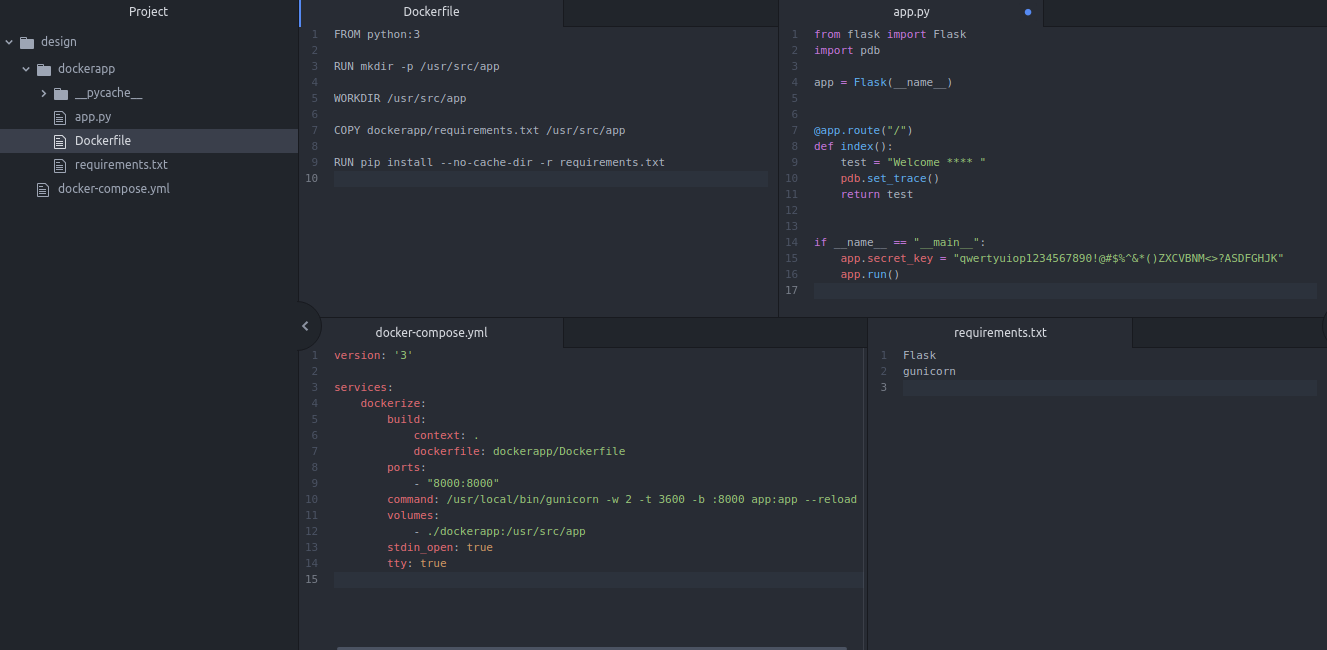 Project
design
dockerapp
__pycache__
app.py
Dockerfile
requirements.txt
docker-compose.yml
Dockerfile
1 FROM python:3
2
3 RUN mkdir -p /usr/src/app
4
5 WORKDIR /usr/src/app
6
7 COPY dockerapp/requirements.txt /usr/src/app
8
9 RUN pip install --no-cache-dir -r requirements.txt
10
app.py
1 from flask import Flask
2 import pdb
3
4 app = Flask(__name__)
5
6
7 @app.route("/")
8 def index():
9     test = "Welcome **** "
10     pdb.set_trace()
11     return test
12
13
14 if __name__ == "__main__":
15     app.secret_key = "qwertyuiop1234567890!@#$%^&*()ZXCVBNM<>?ASDFGHJK"
16     app.run()
17
docker-compose.yml
1 version: '3'
2
3 services:
4     dockerize:
5         build:
6             context: .
7             dockerfile: dockerapp/Dockerfile
8         ports:
9             - "8000:8000"
10         command: /usr/local/bin/gunicorn -w 2 -t 3600 -b :8000 app:app --reload
11         volumes:
12             - ./dockerapp:/usr/src/app
13         stdin_open: true
14         tty: true
15
requirements.txt
1 Flask
2 gunicorn
3